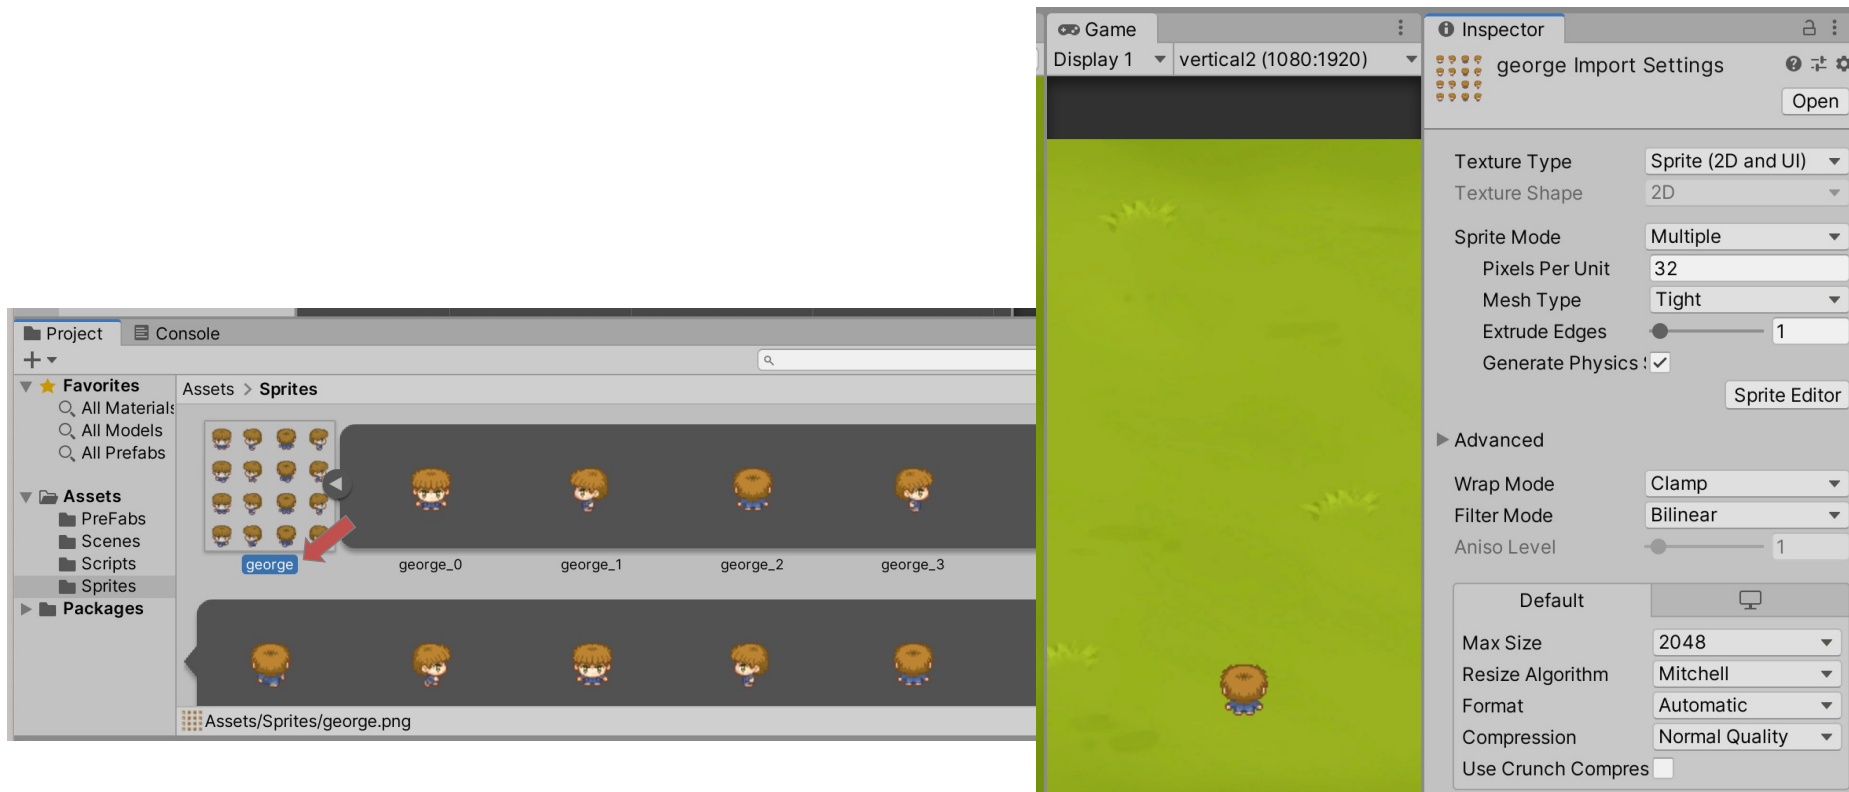 Project
Console
Favorites
All Materials
All Models
All Prefabs
Assets
PreFabs
Scenes
Scripts
Sprites
Packages
Assets > Sprites
george
george_0
george_1
george_2
george_3
Assets/Sprites/george.png
Game
Display 1
vertical2 (1080:1920)
Inspector
george Import Settings
Open
Texture Type Sprite (2D and UI)
Texture Shape 2D
Sprite Mode Multiple
Pixels Per Unit 32
Mesh Type Tight
Extrude Edges 1
Generate Physics
Sprite Editor
Advanced
Wrap Mode Clamp
Filter Mode Bilinear
Aniso Level 1
Default
Max Size 2048
Resize Algorithm Mitchell
Format Automatic
Compression Normal Quality
Use Crunch Compres